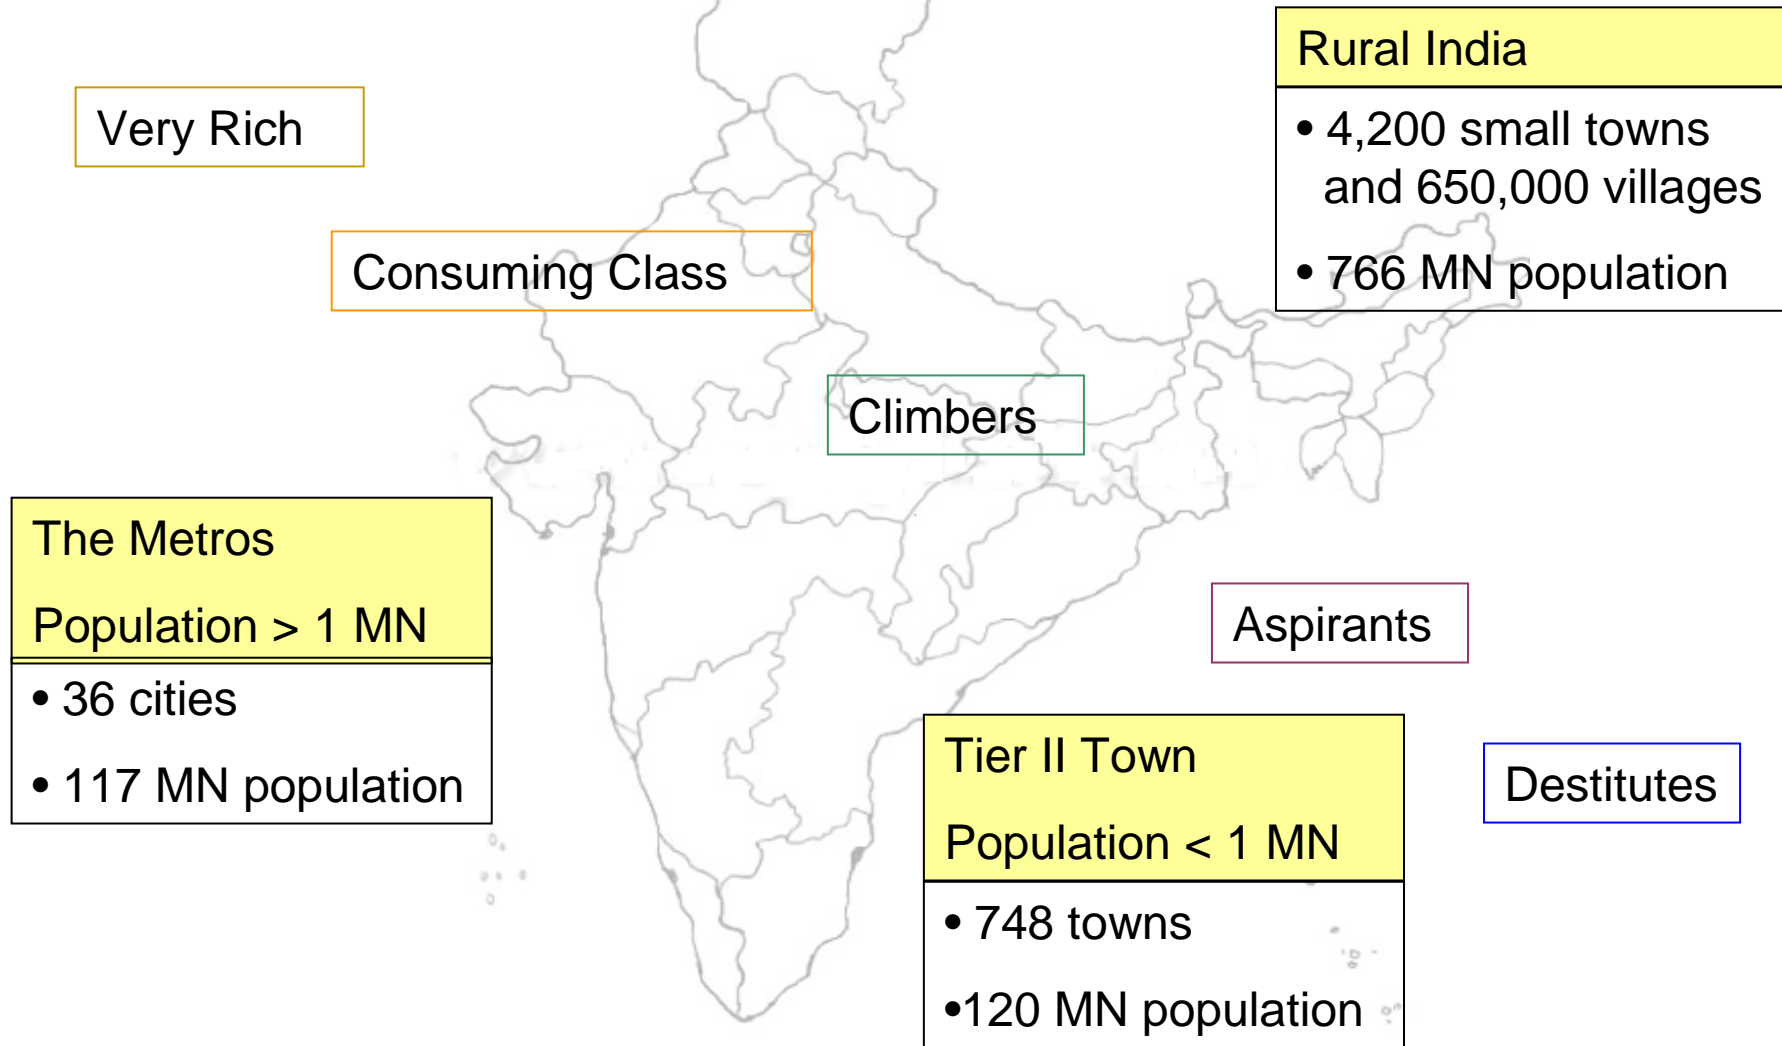 Rural India
• 4,200 small towns
and 650,000 villages
• 766 MN population
Very Rich
Consuming Class
Climbers
The Metros
Population > 1 MN
• 36 cities
• 117 MN population
Aspirants
Tier II Town
Population < 1 MN
• 748 towns
•120 MN population
Destitutes